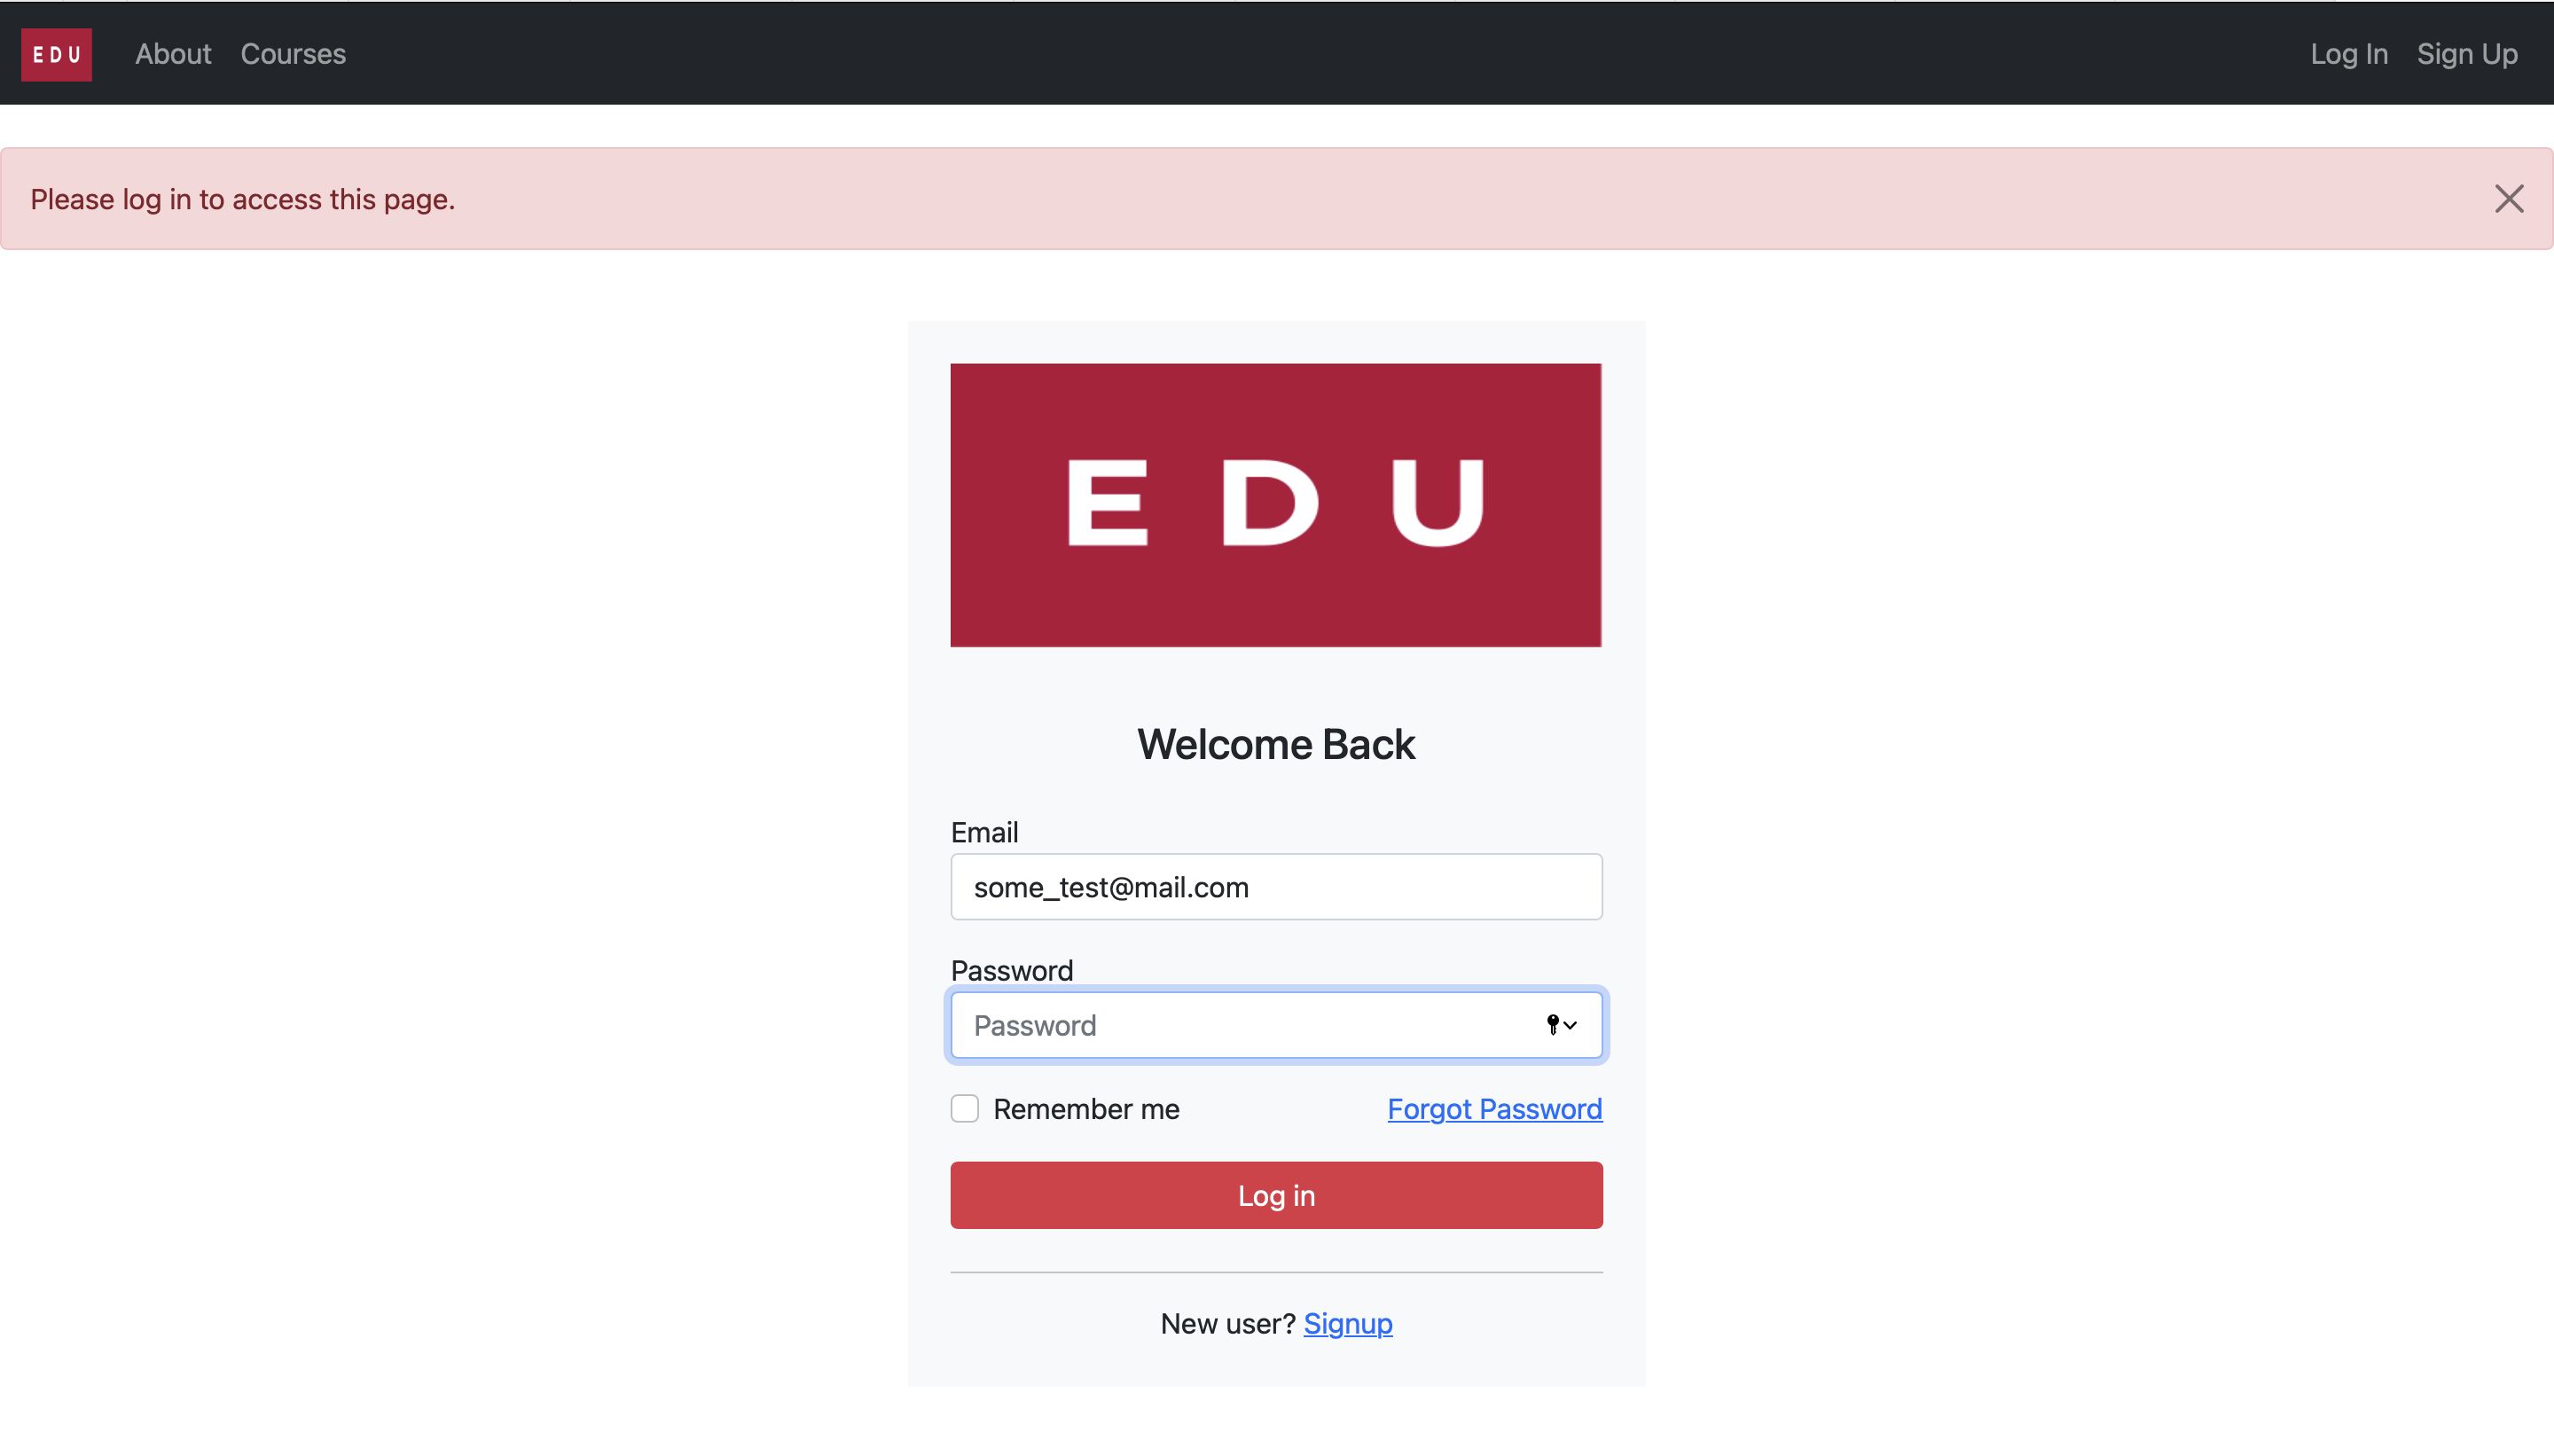 EDU About Courses Log In Sign Up
Please log in to access this page.
E D U
Welcome Back
Email
some_test@mail.com
Password
Password
Remember me Forgot Password
Log in
New user? Signup